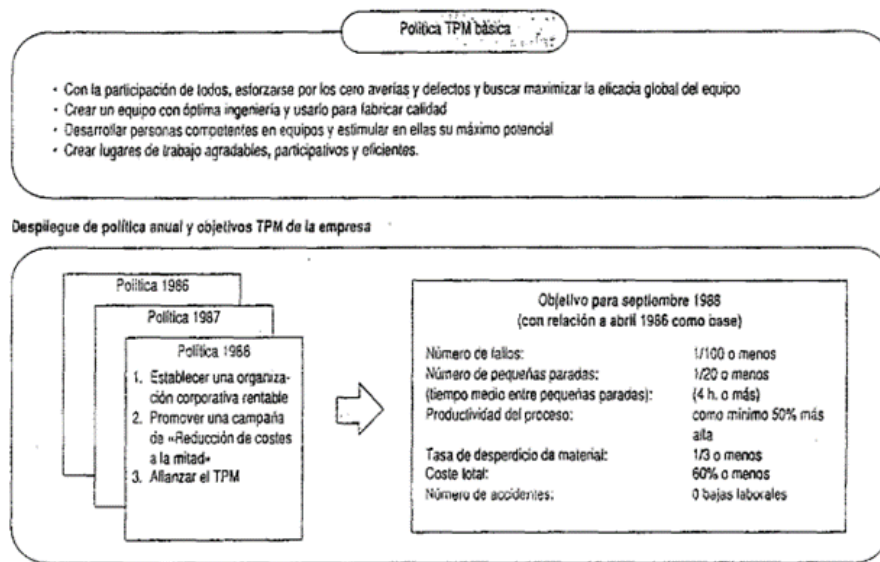 Política TPM básica
• Con la participación de todos, esforzarse por los cero averías y defectos y buscar maximizar la eficacia global del equipo
• Crear un equipo con óptima ingeniería y usarlo para fabricar calidad
• Desarrollar personas competentes en equipos y estimular en ellas su máximo potencial
• Crear lugares de trabajo agradables, participativos y eficientes.
Despliegue de política anual y objetivos TPM de la empresa
Política 1986
Política 1987
Política 1988
1. Establecer una organiza-
ción corporativa rentable
2. Promover una campaña
de «Reducción de costes
a la mitad»
3. Afianzar el TPM
Objetivo para septiembre 1988
(con relación a abril 1986 como base)
Número de fallos: 1/100 o menos
Número de pequeñas paradas: 1/20 o menos
(tiempo medio entre pequeñas paradas): (4 h. o más)
Productividad del proceso: como mínimo 50% más
alta
Tasa de desperdicio de material: 1/3 o menos
Coste total: 60% o menos
Número de accidentes: 0 bajas laborales